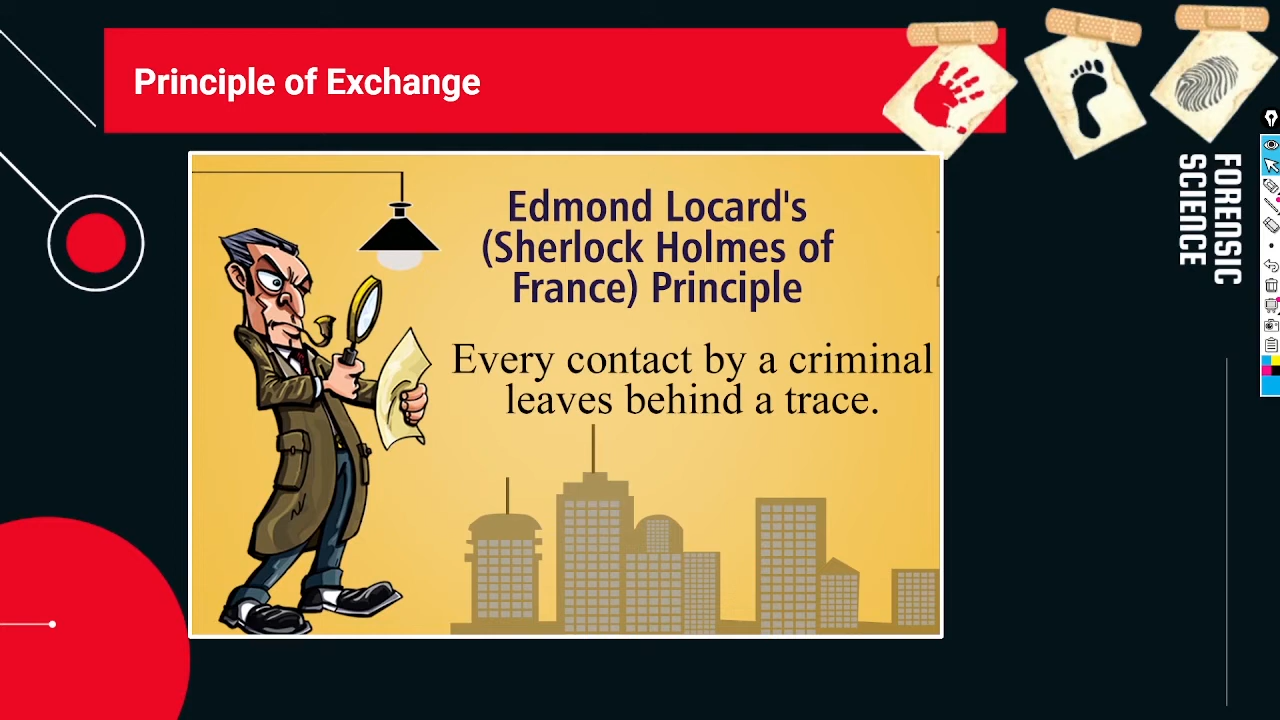 Principle of Exchange
Edmond Locard's
(Sherlock Holmes of
France) Principle
Every contact by a criminal
leaves behind a trace.
FORENSIC
SCIENCE